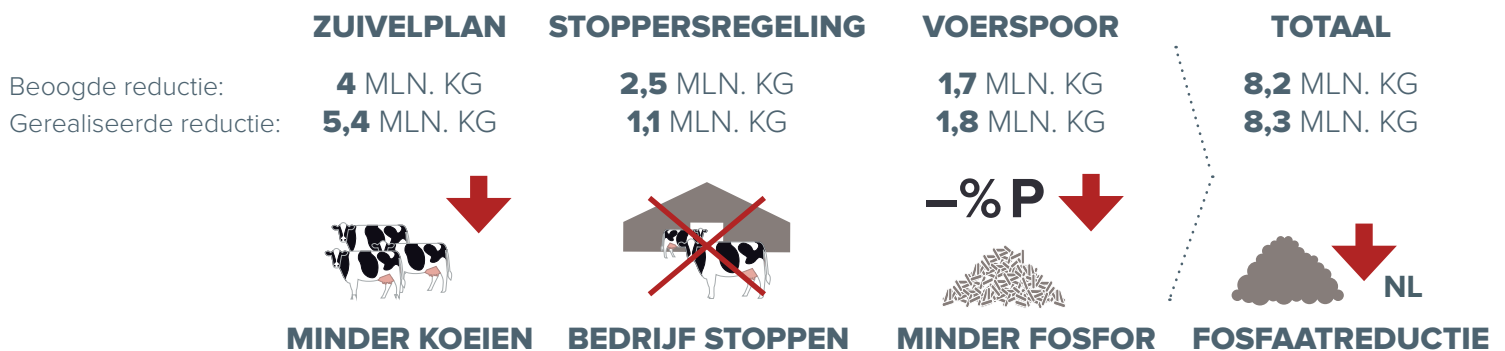 ZUIVELPLAN STOPPERSREGELING VOERSPOOR TOTAAL
Beoogde reductie: 4 MLN. KG 2,5 MLN. KG 1,7 MLN. KG 8,2 MLN. KG
Gerealiseerde reductie: 5,4 MLN. KG 1,1 MLN. KG 1,8 MLN. KG 8,3 MLN. KG
–% P
NL
MINDER KOEIEN BEDRIJF STOPPEN MINDER FOSFOR FOSFAATREDUCTIE